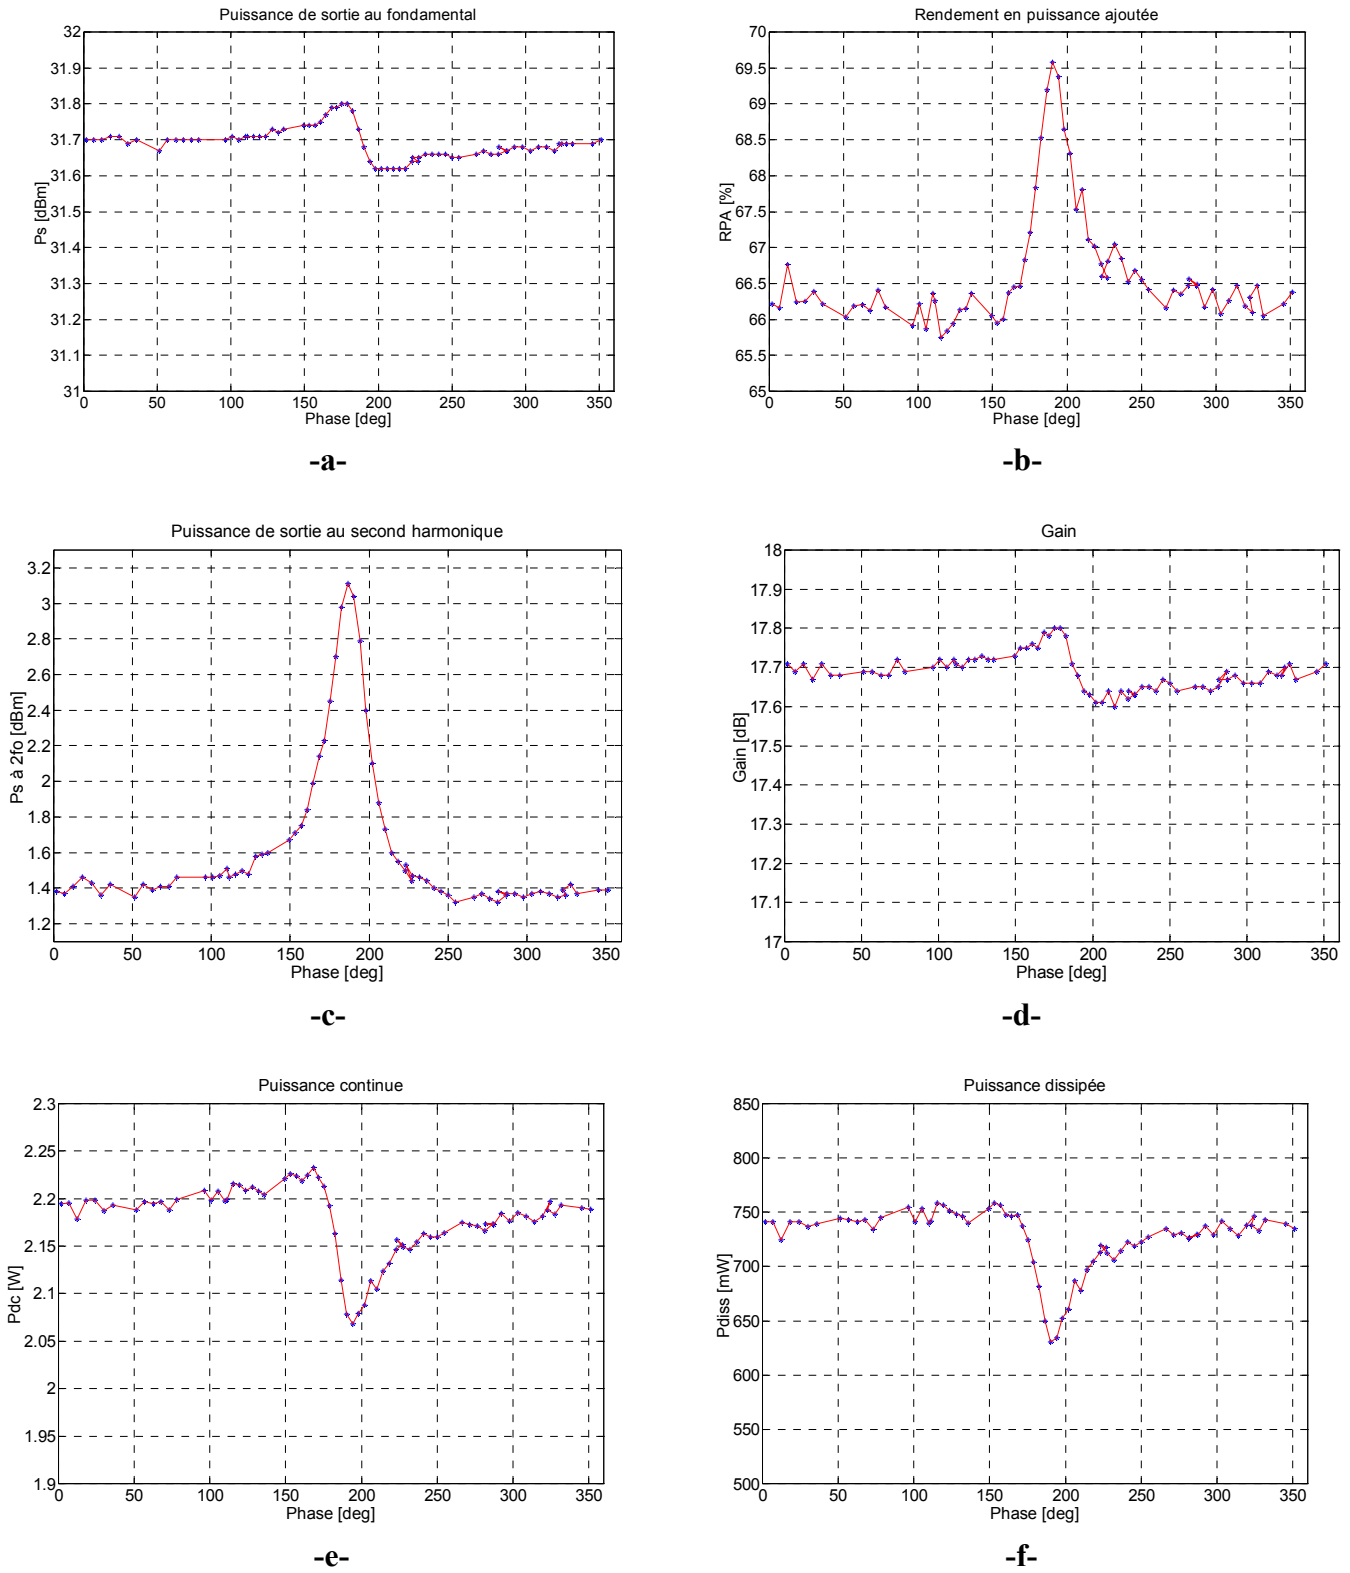 Puissance de sortie au fondamental
32
31.9
31.8
31.7
31.6
31.5
31.4
31.3
31.2
31.1
31
Ps [dBm]
0 50 100 150 200 250 300 350
Phase [deg]
-a-
Rendement en puissance ajoutée
70
69.5
69
68.5
68
67.5
67
66.5
66
65.5
65
RPA [%]
0 50 100 150 200 250 300 350
Phase [deg]
-b-
Puissance de sortie au second harmonique
3.2
3
2.8
2.6
2.4
2.2
2
1.8
1.6
1.4
1.2
Ps à 2fo [dBm]
0 50 100 150 200 250 300 350
Phase [deg]
-c-
Gain
18
17.9
17.8
17.7
17.6
17.5
17.4
17.3
17.2
17.1
17
Gain [dB]
0 50 100 150 200 250 300 350
Phase [deg]
-d-
Puissance continue
2.3
2.25
2.2
2.15
2.1
2.05
2
1.95
1.9
Pdc [W]
0 50 100 150 200 250 300 350
Phase [deg]
-e-
Puissance dissipée
850
800
750
700
650
600
550
500
Pdiss [mW]
0 50 100 150 200 250 300 350
Phase [deg]
-f-